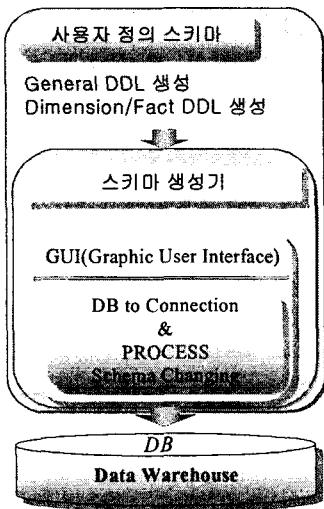 사용자 정의 스키마
General DDL 생성
Dimension/Fact DDL 생성
스키마 생성기
GUI(Graphic User Interface)
DB to Connection
&
PROCESS
Schema Changing
DB
Data Warehouse